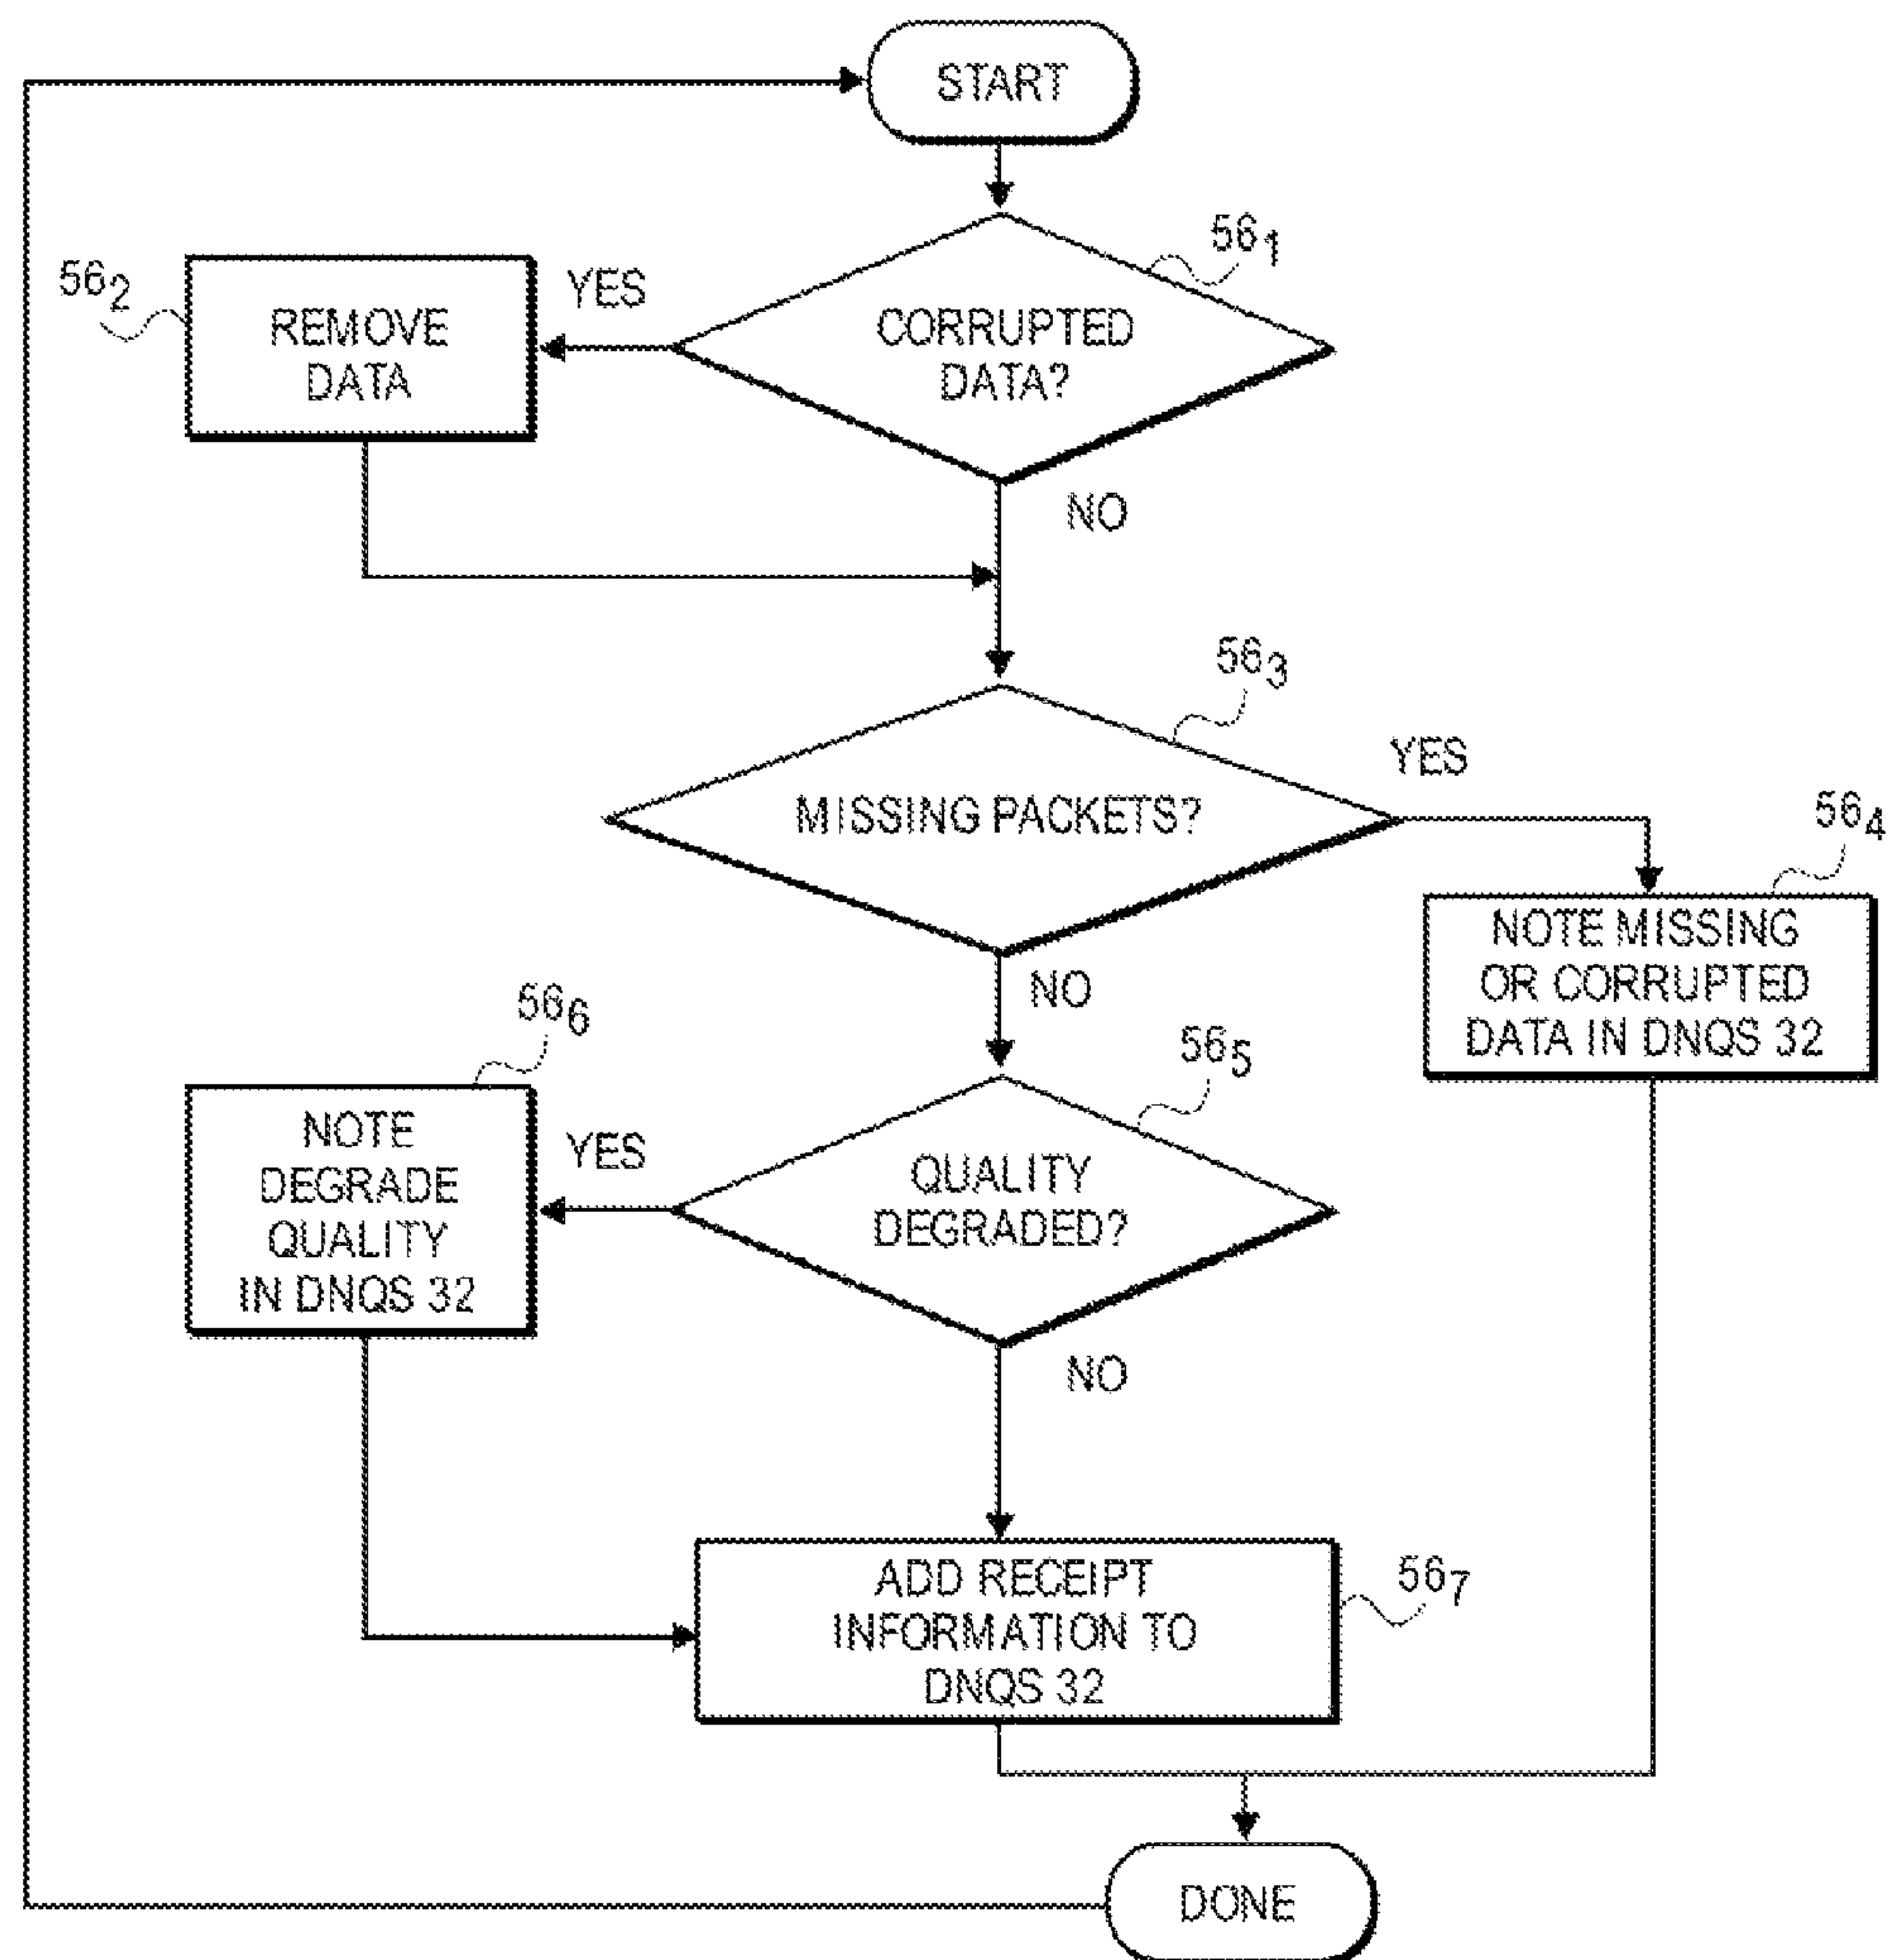 START
56₁
CORRUPTED
DATA?
YES
56₂
REMOVE
DATA
NO
56₃
MISSING PACKETS?
YES
56₄
NOTE MISSING
OR CORRUPTED
DATA IN DNQS 32
NO
56₅
QUALITY
DEGRADED?
YES
56₆
NOTE
DEGRADE
QUALITY
IN DNQS 32
NO
ADD RECEIPT
INFORMATION TO
DNQS 32
56₇
DONE